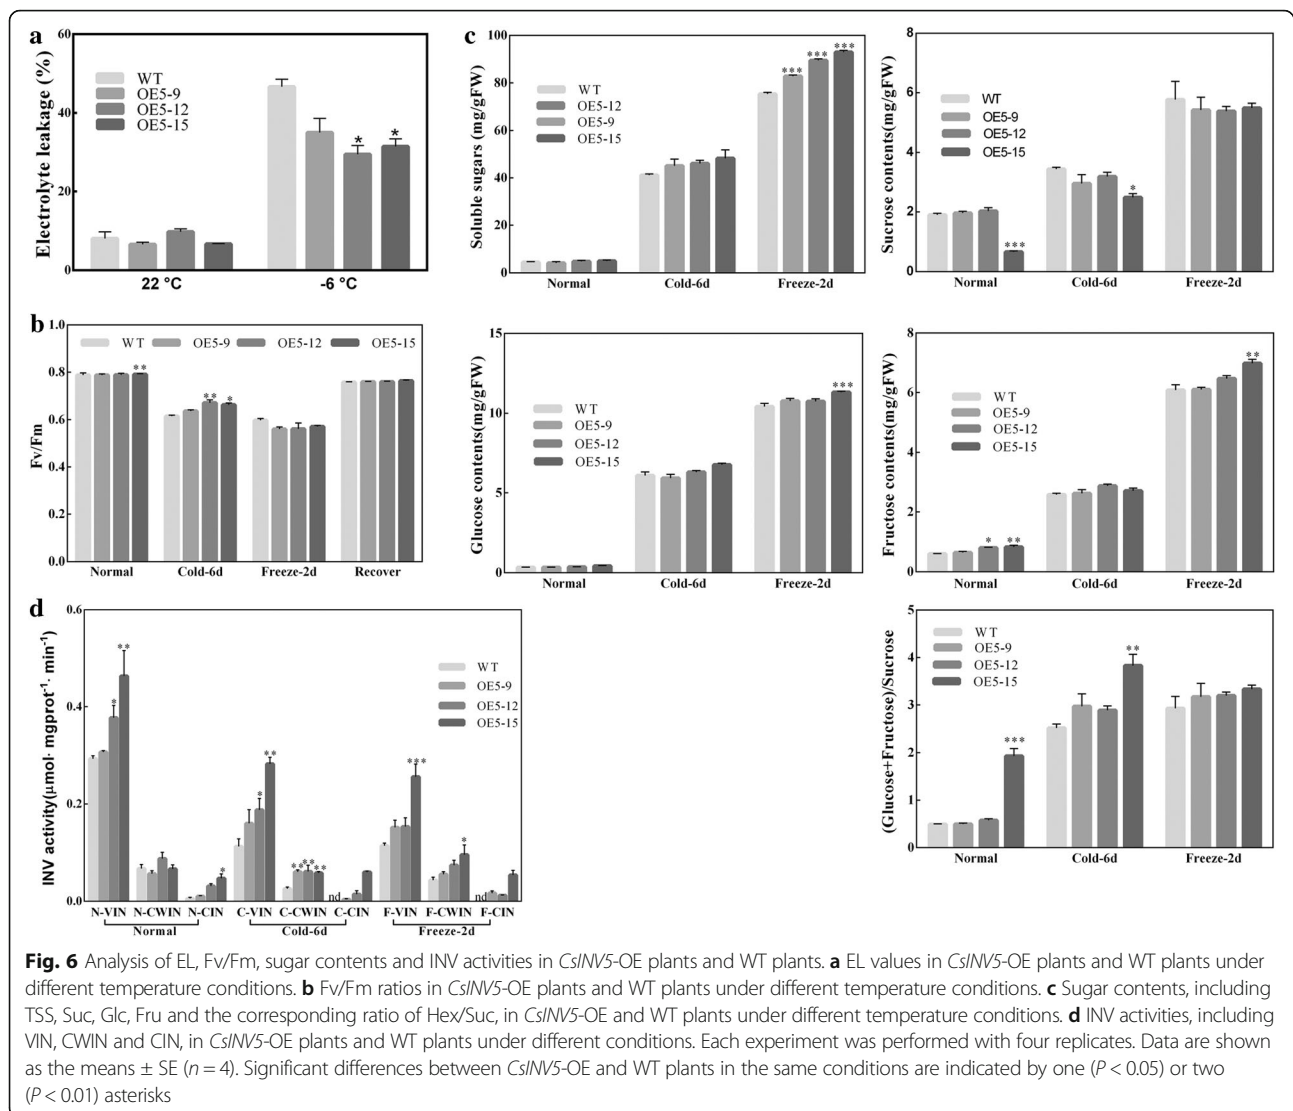 a
Electrolyte leakage (%)
60
40
20
0
WT
OE5-9
OE5-12
OE5-15
* *
22 °C -6 °C
c
Soluble sugars (mg/gFW)
100
80
60
40
20
0
WT
OE5-12
OE5-9
OE5-15
*** *** ***
Normal Cold-6d Freeze-2d
Sucrose contents(mg/gFW)
8
6
4
2
0
WT
OE5-9
OE5-12
OE5-15
*** *
Normal Cold-6d Freeze-2d
b
Fv/Fm
1.0
0.8
0.6
0.4
0.2
0.0
WT OE5-9 OE5-12 OE5-15
** ** *
Normal Cold-6d Freeze-2d Recover
Glucose contents(mg/gFW)
15
10
5
0
WT
OE5-9
OE5-12
OE5-15
***
Normal Cold-6d Freeze-2d
Fructose contents(mg/gFW)
8
6
4
2
0
WT
OE5-9
OE5-12
OE5-15
* ** **
Normal Cold-6d Freeze-2d
d
INV activity(μmol· mgprot⁻¹· min⁻¹)
0.6
0.4
0.2
0.0
WT
OE5-9
OE5-12
OE5-15
* ** * * ** ** ** ** *** *
nd nd
N-VIN N-CWIN N-CIN C-VIN C-CWIN C-CIN F-VIN F-CWIN F-CIN
Normal Cold-6d Freeze-2d
(Glucose+Fructose)/Sucrose
5
4
3
2
1
0
WT
OE5-9
OE5-12
OE5-15
*** **
Normal Cold-6d Freeze-2d
Fig. 6 Analysis of EL, Fv/Fm, sugar contents and INV activities in CsINV5-OE plants and WT plants. a EL values in CsINV5-OE plants and WT plants under
different temperature conditions. b Fv/Fm ratios in CsINV5-OE plants and WT plants under different temperature conditions. c Sugar contents, including
TSS, Suc, Glc, Fru and the corresponding ratio of Hex/Suc, in CsINV5-OE and WT plants under different temperature conditions. d INV activities, including
VIN, CWIN and CIN, in CsINV5-OE plants and WT plants under different conditions. Each experiment was performed with four replicates. Data are shown
as the means ± SE (n = 4). Significant differences between CsINV5-OE and WT plants in the same conditions are indicated by one (P < 0.05) or two
(P < 0.01) asterisks